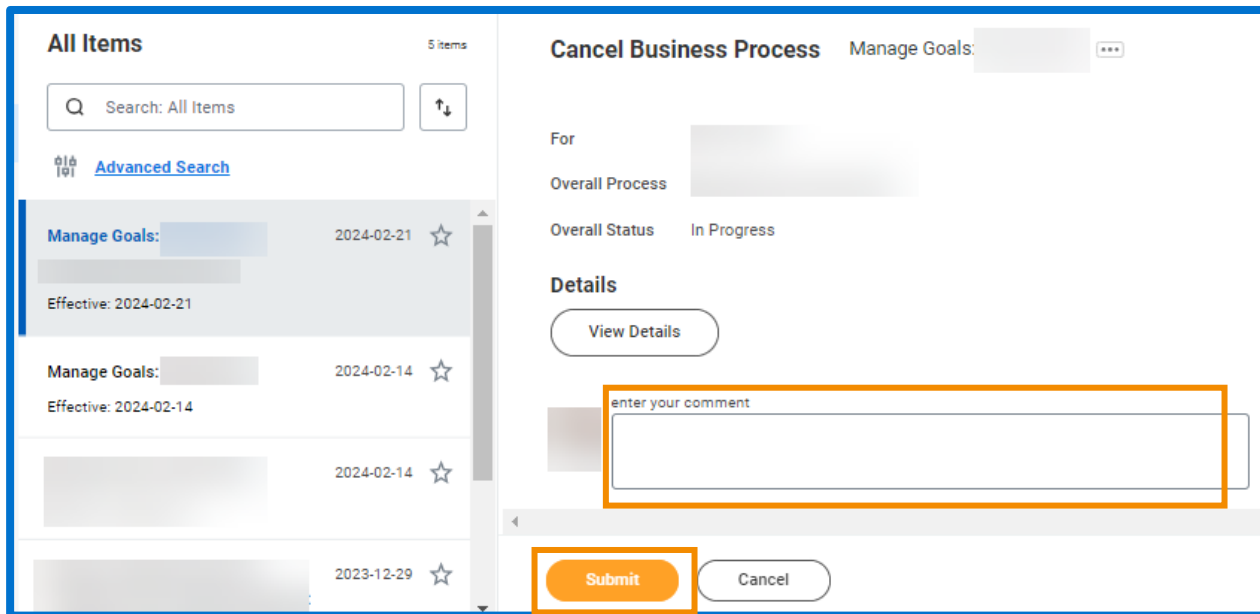 All Items
5 items
Search: All Items
Advanced Search
Manage Goals:
2024-02-21
Effective: 2024-02-21
Manage Goals:
2024-02-14
Effective: 2024-02-14
2024-02-14
2023-12-29
Cancel Business Process
Manage Goals:
For
Overall Process
Overall Status In Progress
Details
View Details
enter your comment
Submit
Cancel